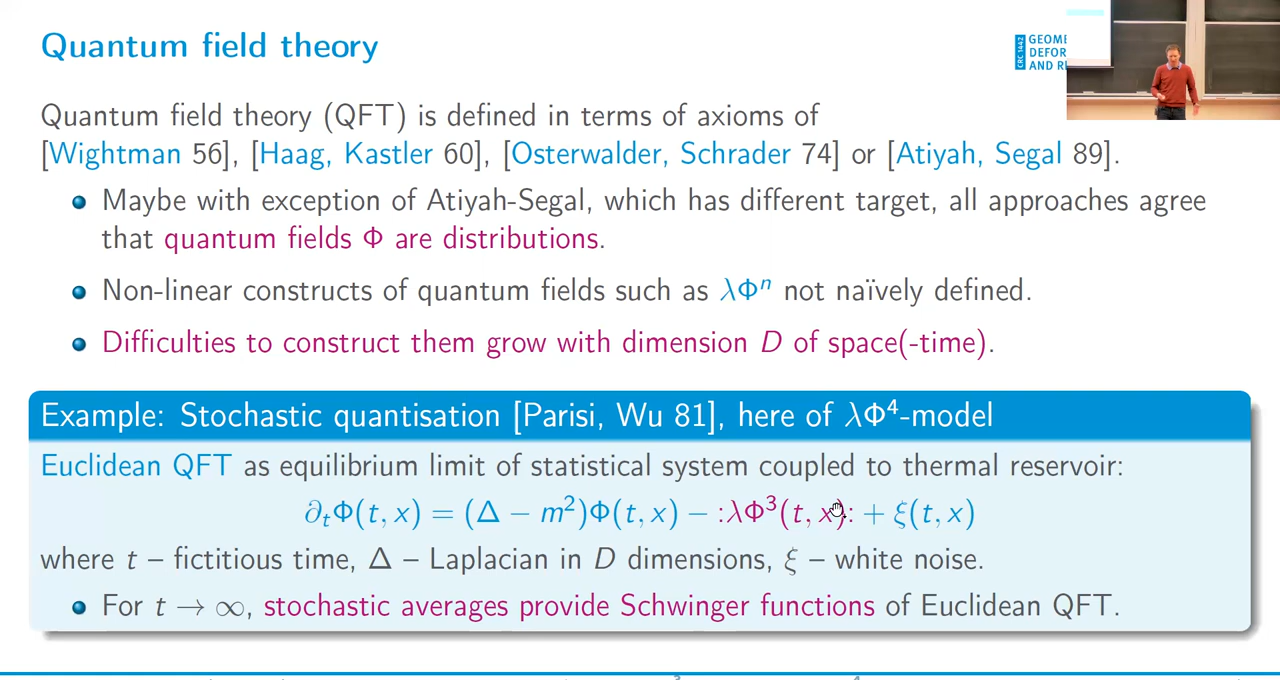 Quantum field theory
CRC 1442
GEOME
DEFOR
AND R
Quantum field theory (QFT) is defined in terms of axioms of
[Wightman 56], [Haag, Kastler 60], [Osterwalder, Schrader 74] or [Atiyah, Segal 89].
Maybe with exception of Atiyah-Segal, which has different target, all approaches agree
that quantum fields Φ are distributions.
Non-linear constructs of quantum fields such as λΦⁿ not naïvely defined.
Difficulties to construct them grow with dimension D of space(-time).
Example: Stochastic quantisation [Parisi, Wu 81], here of λΦ⁴-model
Euclidean QFT as equilibrium limit of statistical system coupled to thermal reservoir:
∂ₜΦ(t, x) = (Δ − m²)Φ(t, x) − :λΦ³(t, x): + ξ(t, x)
where t – fictitious time, Δ – Laplacian in D dimensions, ξ – white noise.
For t → ∞, stochastic averages provide Schwinger functions of Euclidean QFT.